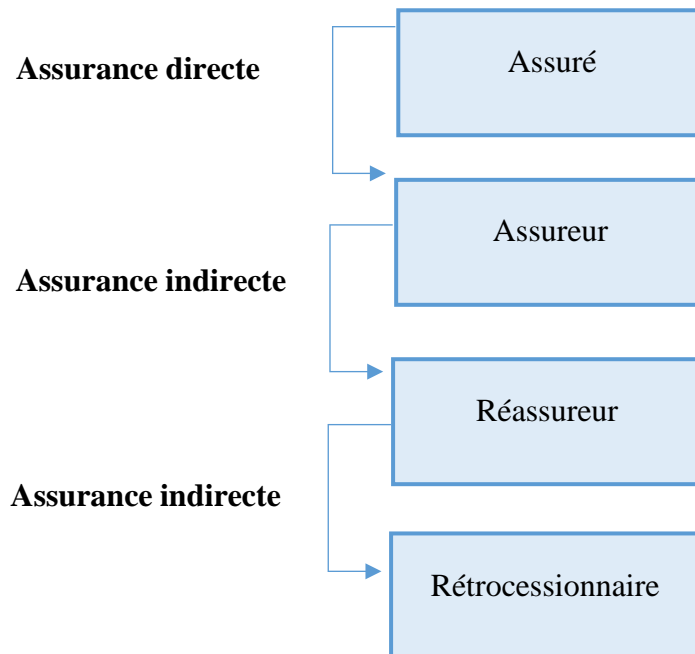 Assuré
Assurance directe
Assureur
Assurance indirecte
Réassureur
Assurance indirecte
Rétrocessionnaire